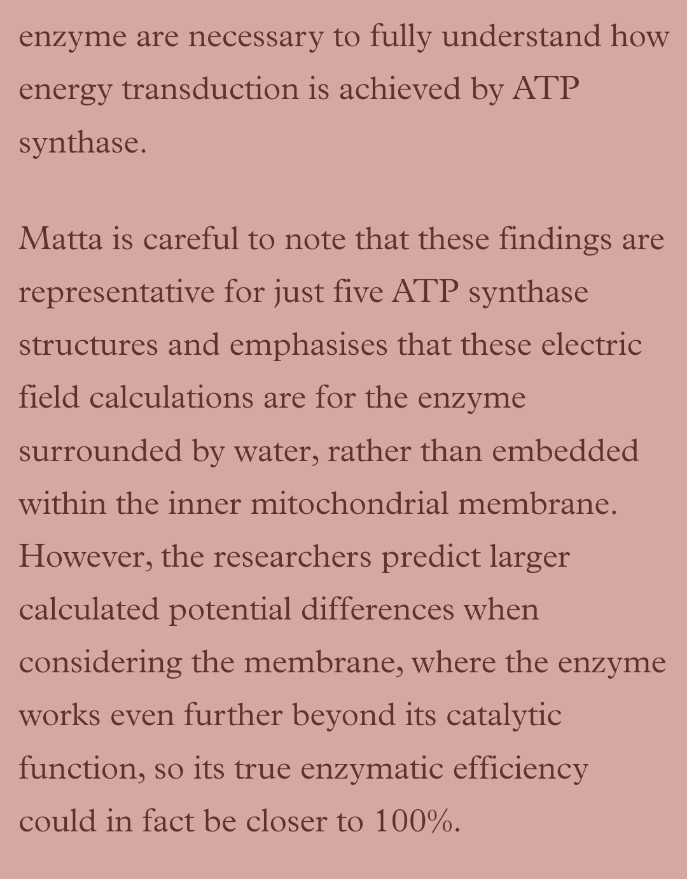 enzyme are necessary to fully understand how
energy transduction is achieved by ATP
synthase.
Matta is careful to note that these findings are
representative for just five ATP synthase
structures and emphasises that these electric
field calculations are for the enzyme
surrounded by water, rather than embedded
within the inner mitochondrial membrane.
However, the researchers predict larger
calculated potential differences when
considering the membrane, where the enzyme
works even further beyond its catalytic
function, so its true enzymatic efficiency
could in fact be closer to 100%.